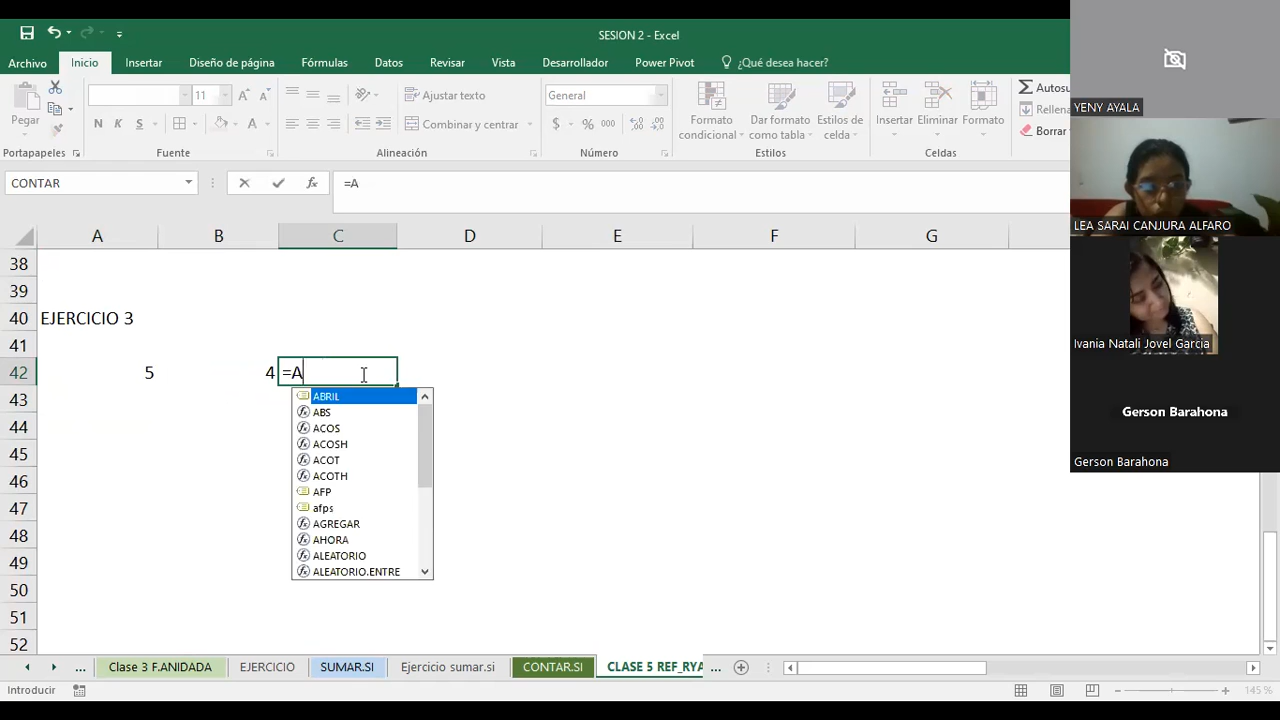 SESION 2 - Excel
Archivo Inicio Insertar Diseño de página Fórmulas Datos Revisar Vista Desarrollador Power Pivot ¿Qué desea hacer?
Pegar
11
N K S
Ajustar texto
Combinar y centrar
General
$ % 000
Formato condicional
Dar formato como tabla
Estilos de celda
Insertar Eliminar Formato
Autosu
Rellena
Borrar
Portapapeles Fuente Alineación Número Estilos Celdas
CONTAR =A
A B C D E F G
38
39
40 EJERCICIO 3
41
42 5 4 =A
43
44
45
46
47
48
49
50
51
52
ABRIL
ABS
ACOS
ACOSH
ACOT
ACOTH
AFP
afps
AGREGAR
AHORA
ALEATORIO
ALEATORIO.ENTRE
... Clase 3 F.ANIDADA EJERCICIO SUMAR.SI Ejercicio sumar.si CONTAR.SI CLASE 5 REF_RYA ...
Introducir 145 %
YENY AYALA
LEA SARAI CANJURA ALFARO
Ivania Natali Jovel Garcia
Gerson Barahona
Gerson Barahona